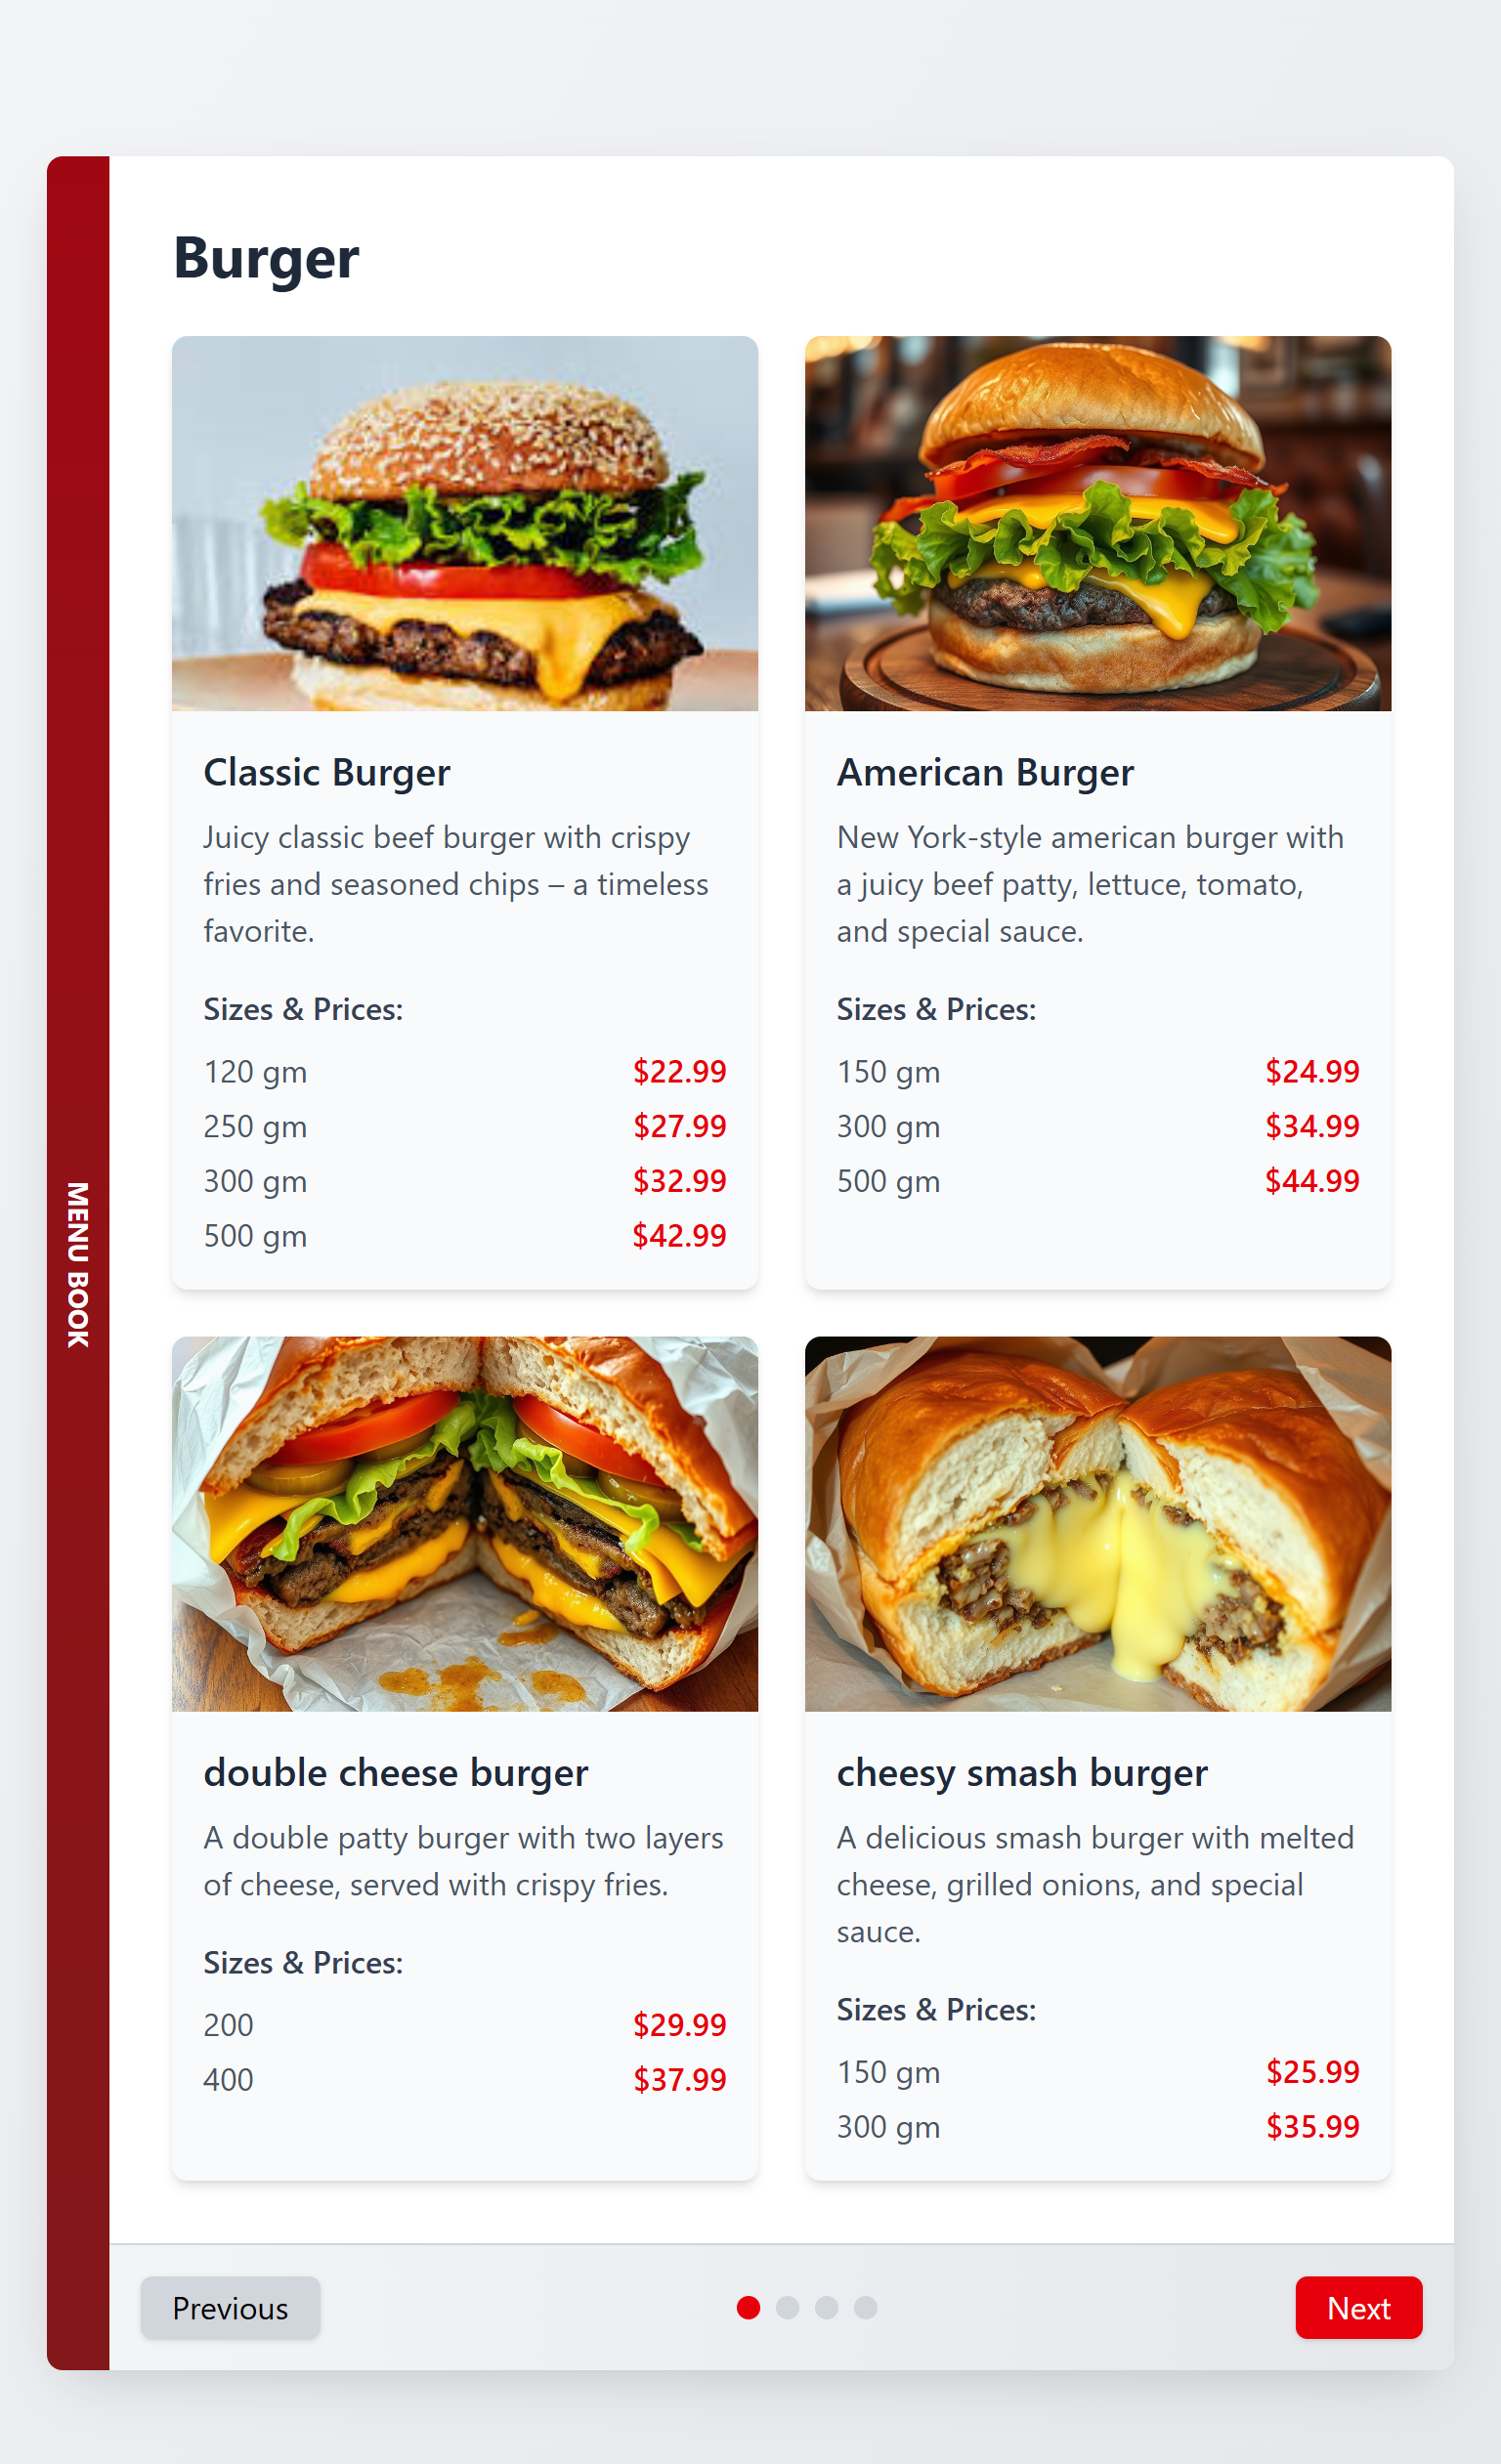 MENU BOOK
Burger
Classic Burger
Juicy classic beef burger with crispy
fries and seasoned chips – a timeless
favorite.
Sizes & Prices:
120 gm $22.99
250 gm $27.99
300 gm $32.99
500 gm $42.99
American Burger
New York-style american burger with
a juicy beef patty, lettuce, tomato,
and special sauce.
Sizes & Prices:
150 gm $24.99
300 gm $34.99
500 gm $44.99
double cheese burger
A double patty burger with two layers
of cheese, served with crispy fries.
Sizes & Prices:
200 $29.99
400 $37.99
cheesy smash burger
A delicious smash burger with melted
cheese, grilled onions, and special
sauce.
Sizes & Prices:
150 gm $25.99
300 gm $35.99
Previous
Next